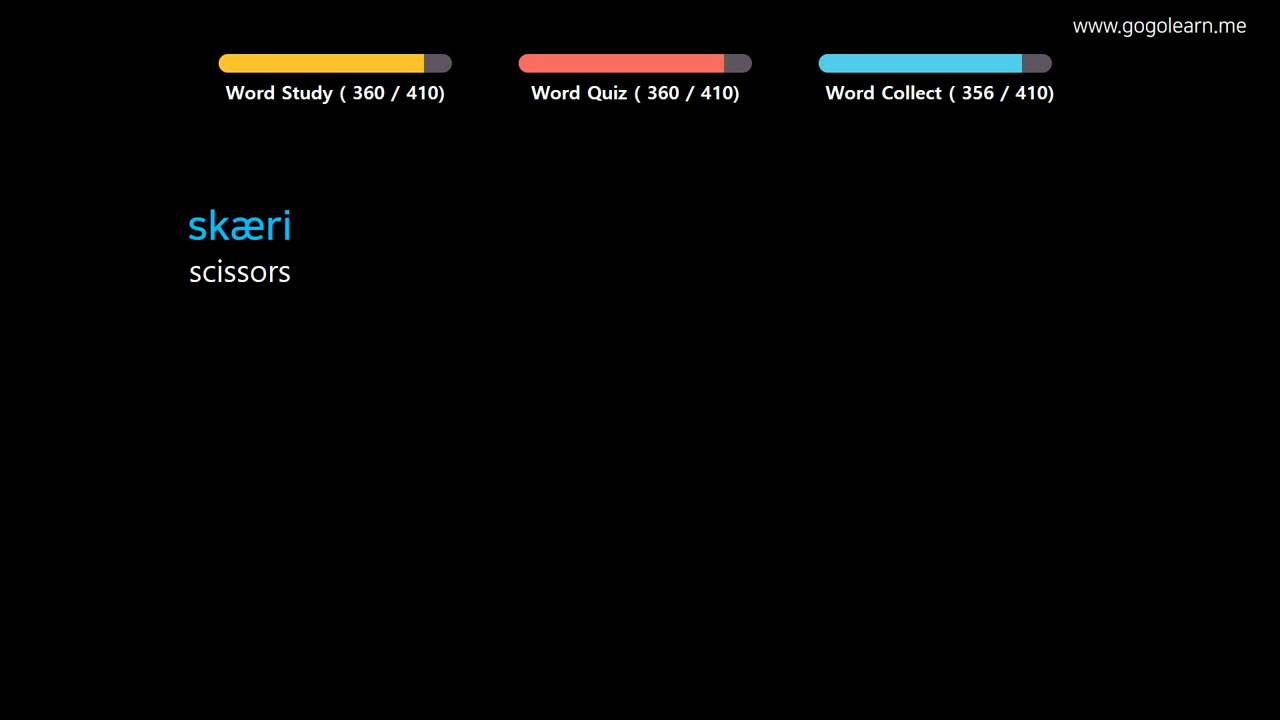 www.gogolearn.me
Word Study ( 360 / 410)
Word Quiz ( 360 / 410)
Word Collect ( 356 / 410)
skæri
scissors